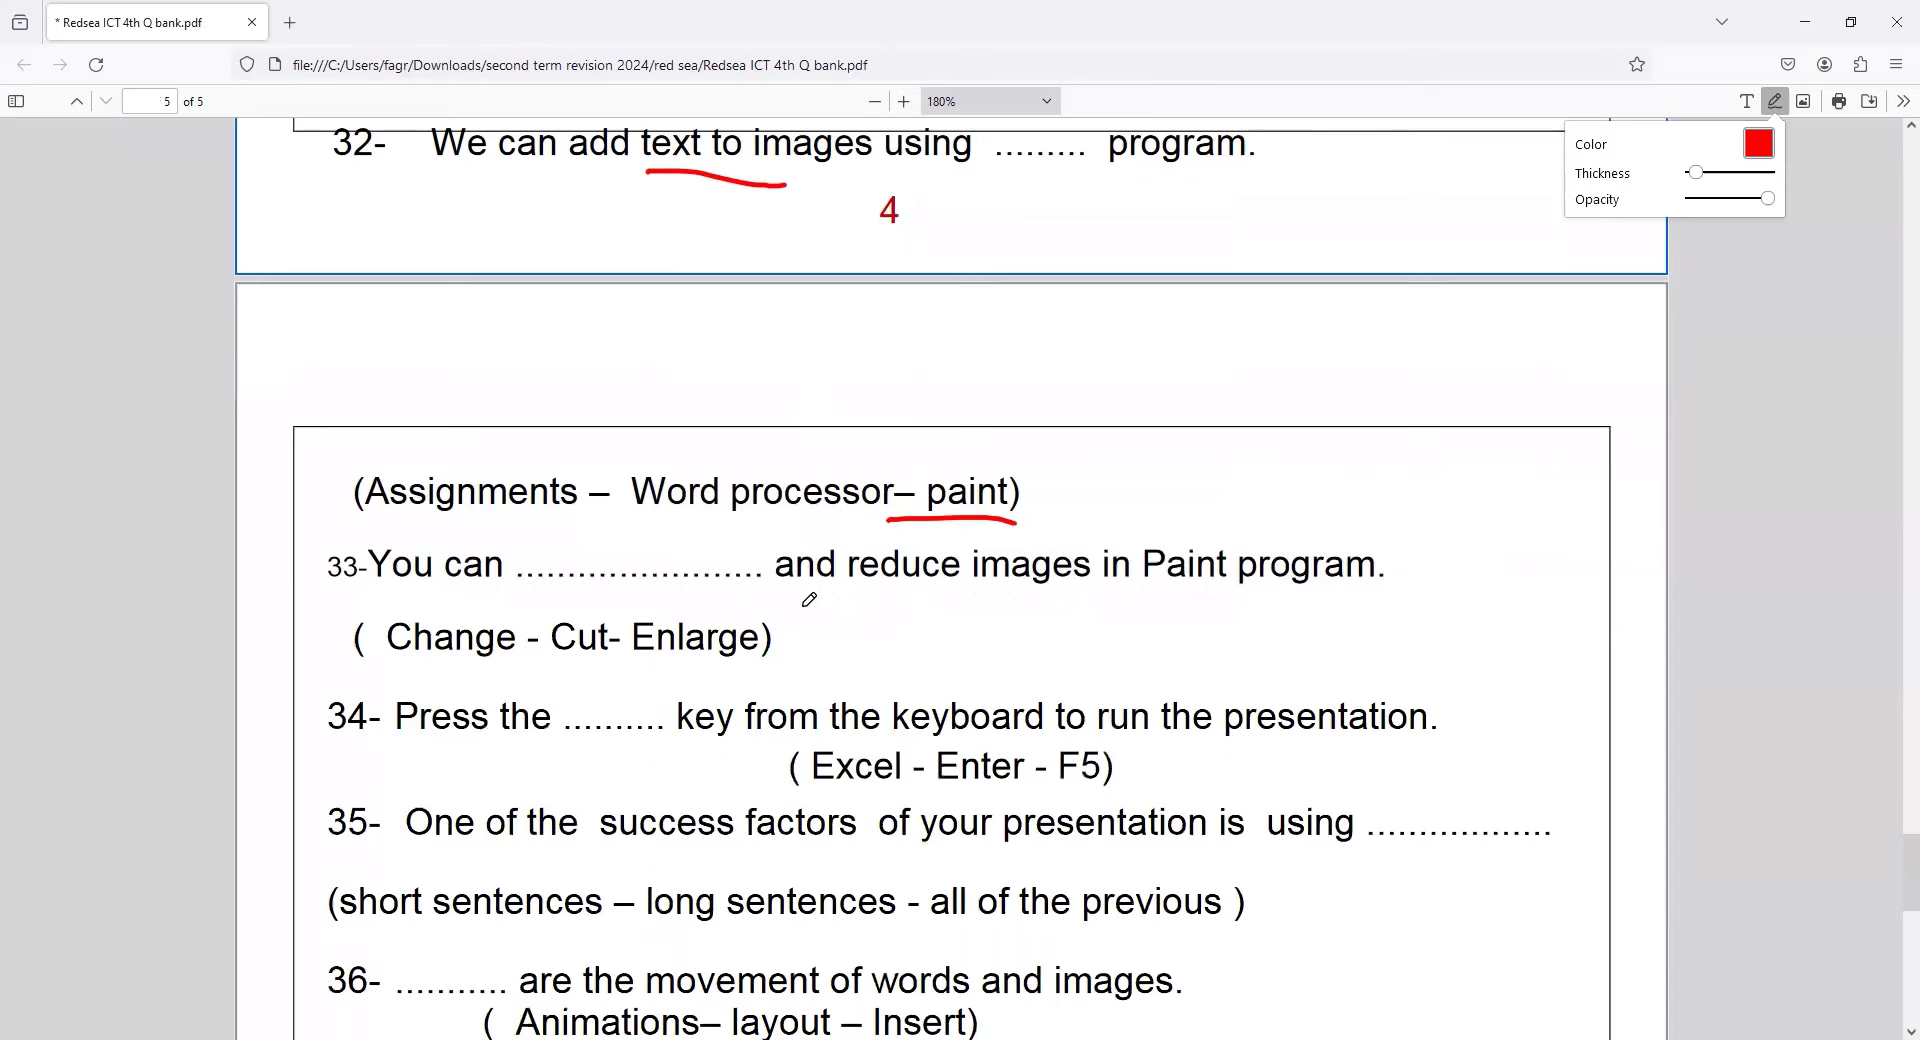 * Redsea ICT 4th Q bank.pdf
file:///C:/Users/fagr/Downloads/second term revision 2024/red sea/Redsea ICT 4th Q bank.pdf
5 of 5
180%
Color
Thickness
Opacity
32- We can add text to images using ......... program.
4
(Assignments – Word processor– paint)
33-You can ........................ and reduce images in Paint program.
( Change - Cut- Enlarge)
34- Press the .......... key from the keyboard to run the presentation.
( Excel - Enter - F5)
35- One of the success factors of your presentation is using ..................
(short sentences – long sentences - all of the previous )
36- ........... are the movement of words and images.
( Animations– layout – Insert)